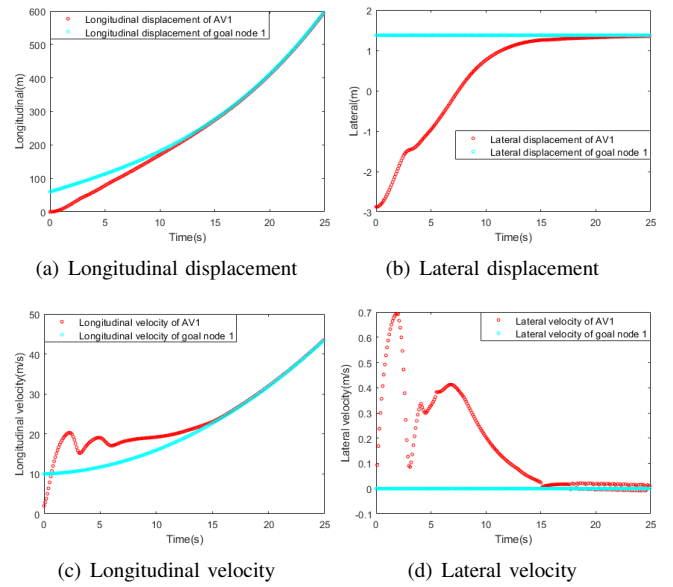 600
500
400
300
200
100
0
Longitudinal(m)
Longitudinal displacement of AV1
Longitudinal displacement of goal node 1
0 5 10 15 20 25
Time(s)
(a) Longitudinal displacement
2
1
0
-1
-2
-3
Lateral(m)
Lateral displacement of AV1
Lateral displacement of goal node 1
0 5 10 15 20 25
Time(s)
(b) Lateral displacement
50
40
30
20
10
0
Longitudinal velocity(m/s)
Longitudinal velocity of AV1
Longitudinal velocity of goal node 1
0 5 10 15 20 25
Time(s)
(c) Longitudinal velocity
0.7
0.6
0.5
0.4
0.3
0.2
0.1
0
-0.1
Lateral velocity(m/s)
Lateral velocity of AV1
Lateral velocity of goal node 1
0 5 10 15 20 25
Time(s)
(d) Lateral velocity